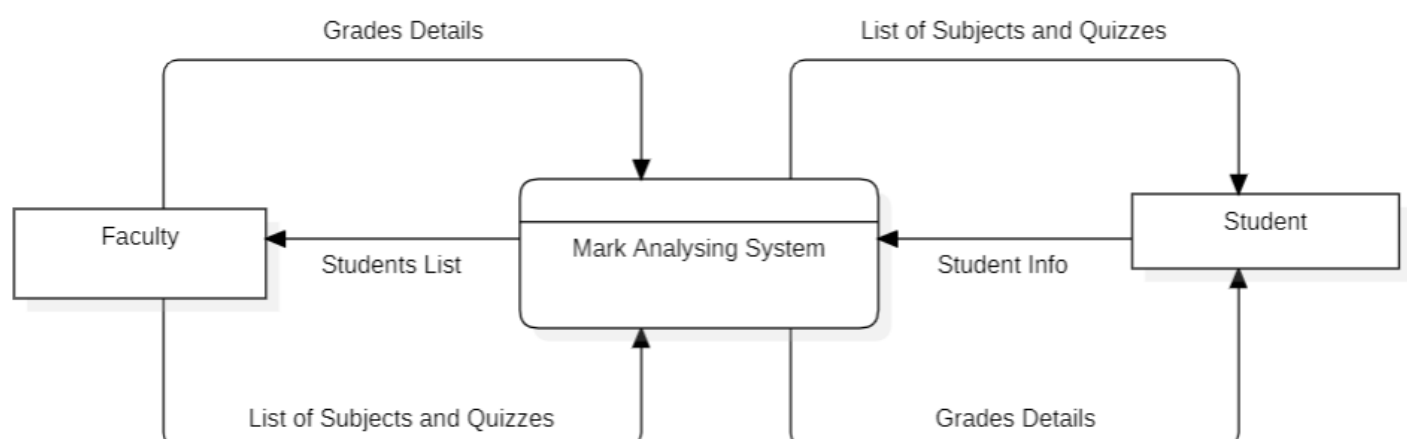 Grades Details
List of Subjects and Quizzes
Faculty
Students List
Mark Analysing System
Student Info
Student
List of Subjects and Quizzes
Grades Details